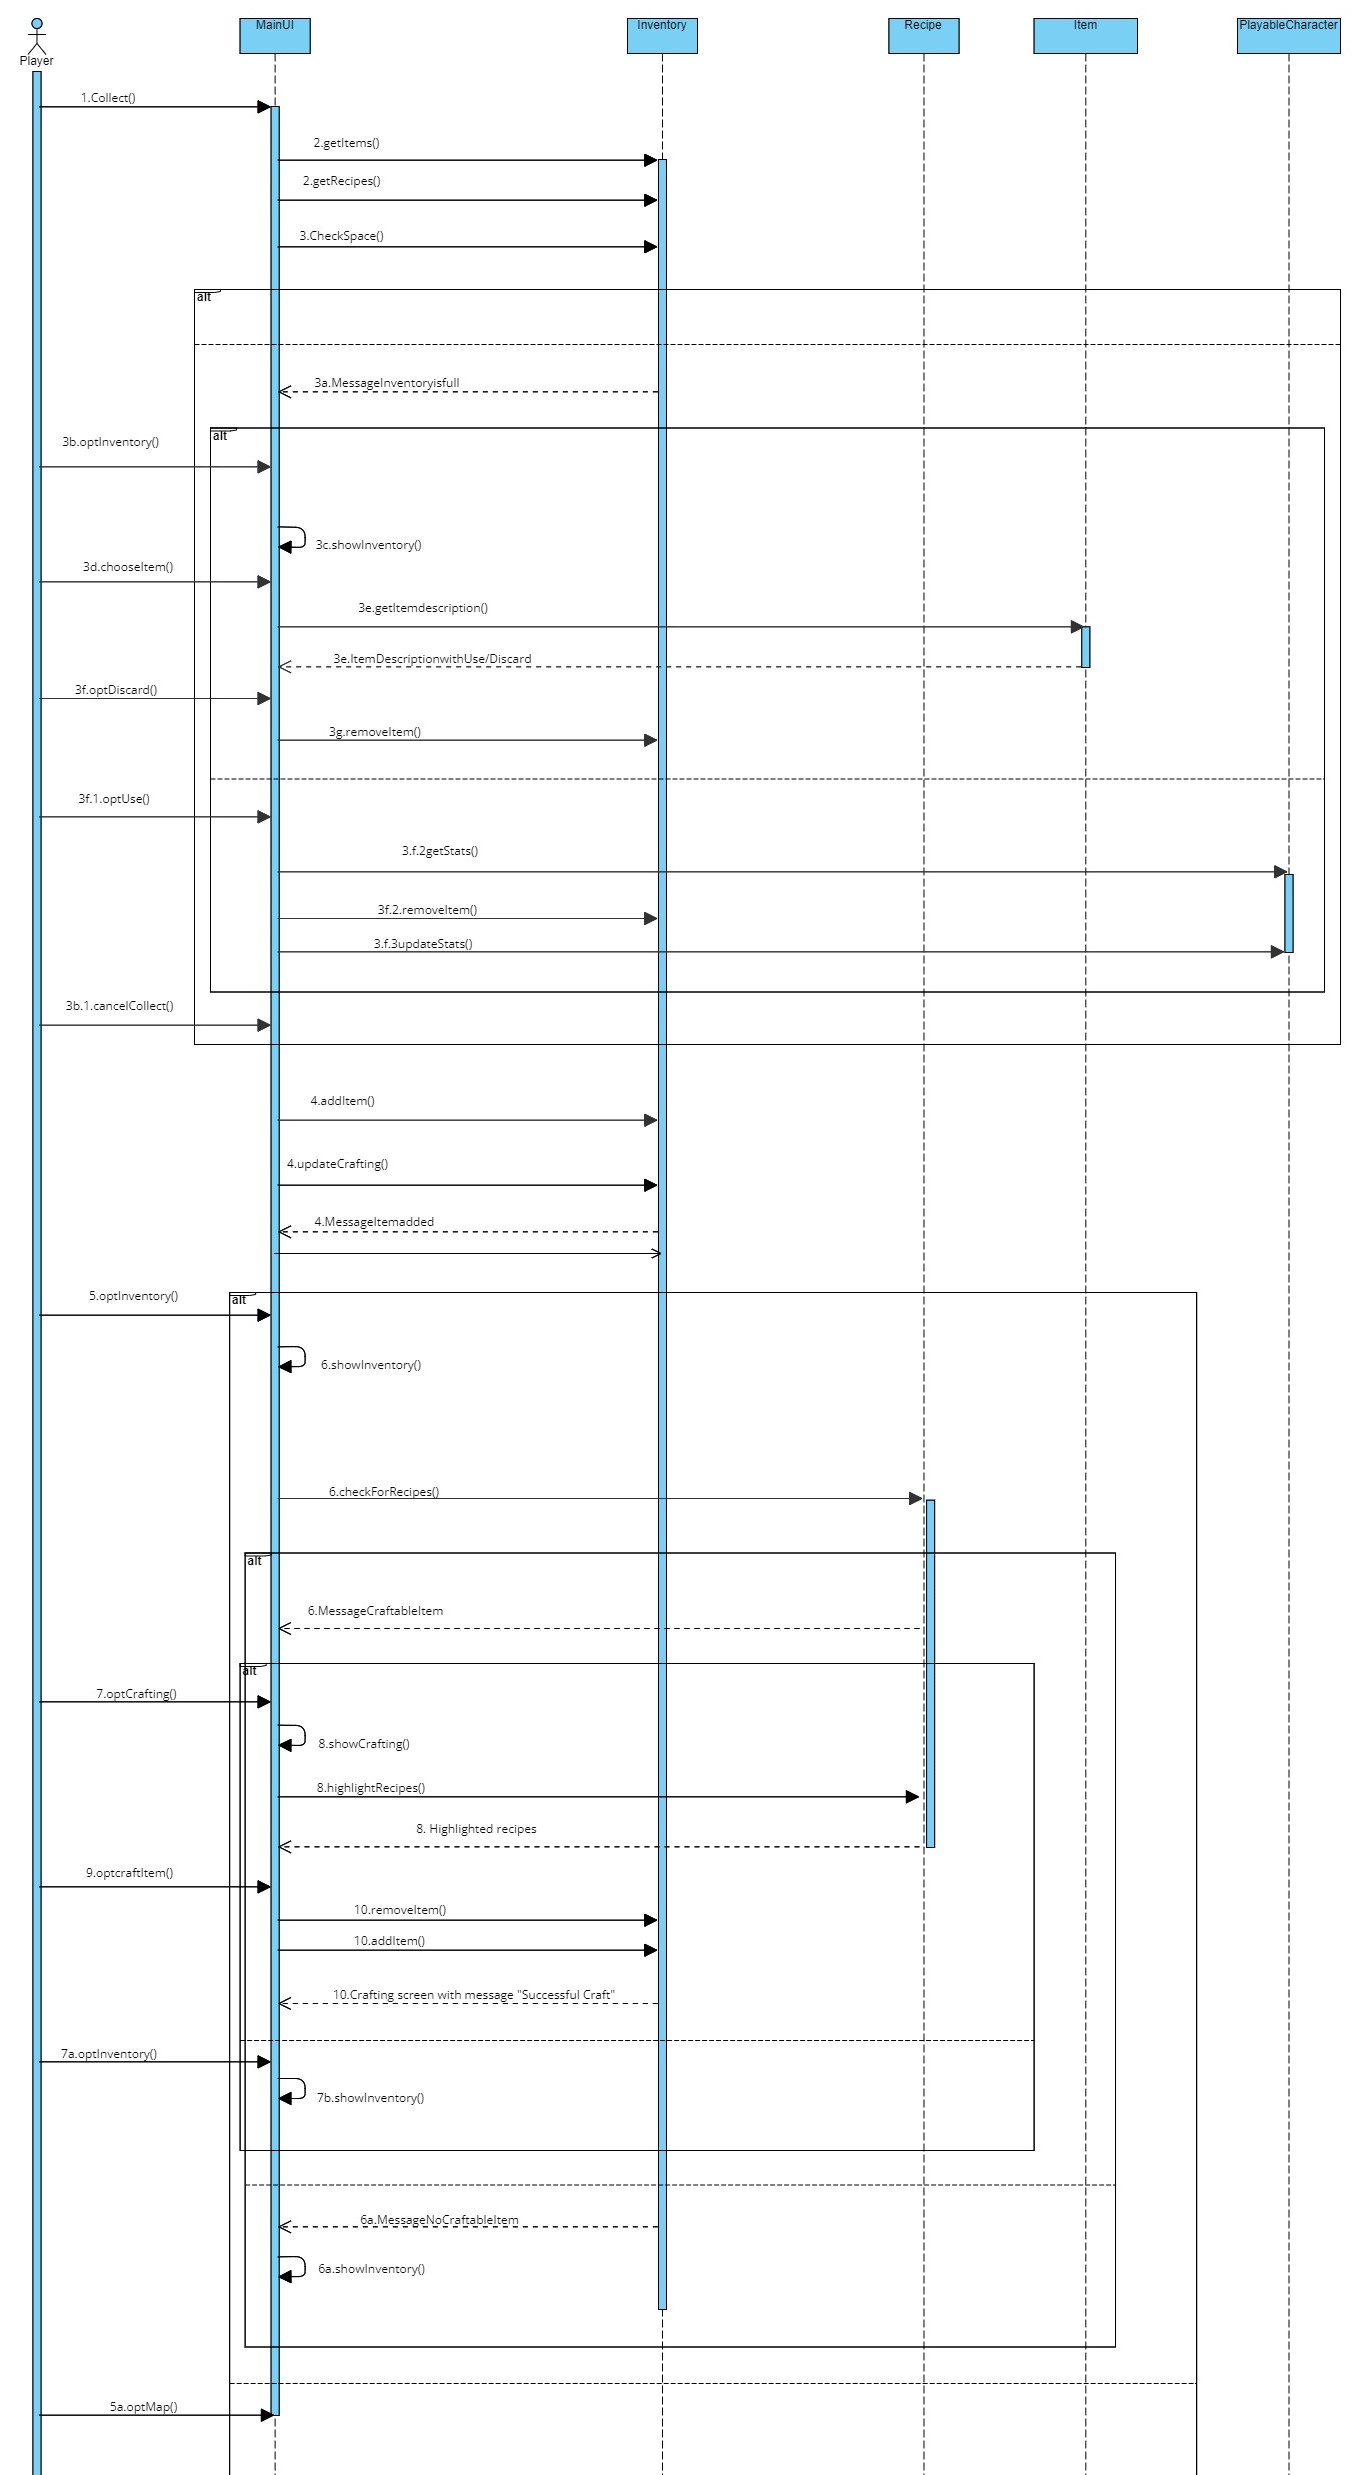 Player
MainUI
Inventory
Recipe
Item
PlayableCharacter
1.Collect()
2.getItems()
2.getRecipes()
3.CheckSpace()
alt
3a.MessageInventoryisfull
alt
3b.optInventory()
3c.showInventory()
3d.chooseItem()
3e.getItemdescription()
3e.ItemDescriptionwithUse/Discard
3f.optDiscard()
3g.removeItem()
3f.1.optUse()
3.f.2getStats()
3f.2.removeItem()
3.f.3updateStats()
3b.1.cancelCollect()
4.addItem()
4.updateCrafting()
4.MessageItemadded
5.optInventory()
alt
6.showInventory()
6.checkForRecipes()
alt
6.MessageCraftableItem
alt
7.optCrafting()
8.showCrafting()
8.highlightRecipes()
8. Highlighted recipes
9.optcraftItem()
10.removeItem()
10.addItem()
10.Crafting screen with message "Successful Craft"
7a.optInventory()
7b.showInventory()
6a.MessageNoCraftableItem
6a.showInventory()
5a.optMap()